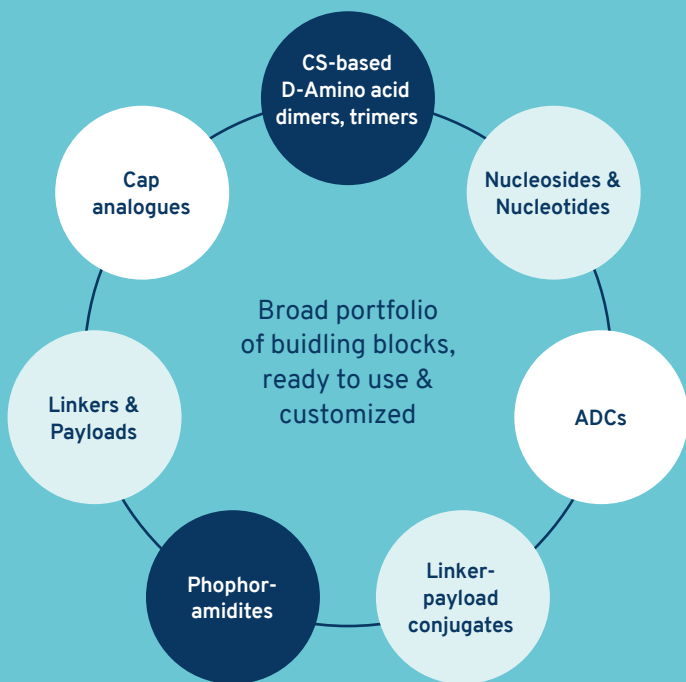 CS-based
D-Amino acid
dimers, trimers
Cap
analogues
Nucleosides &
Nucleotides
Broad portfolio
of buidling blocks,
ready to use &
customized
Linkers &
Payloads
ADCs
Phophor-
amidites
Linker-
payload
conjugates